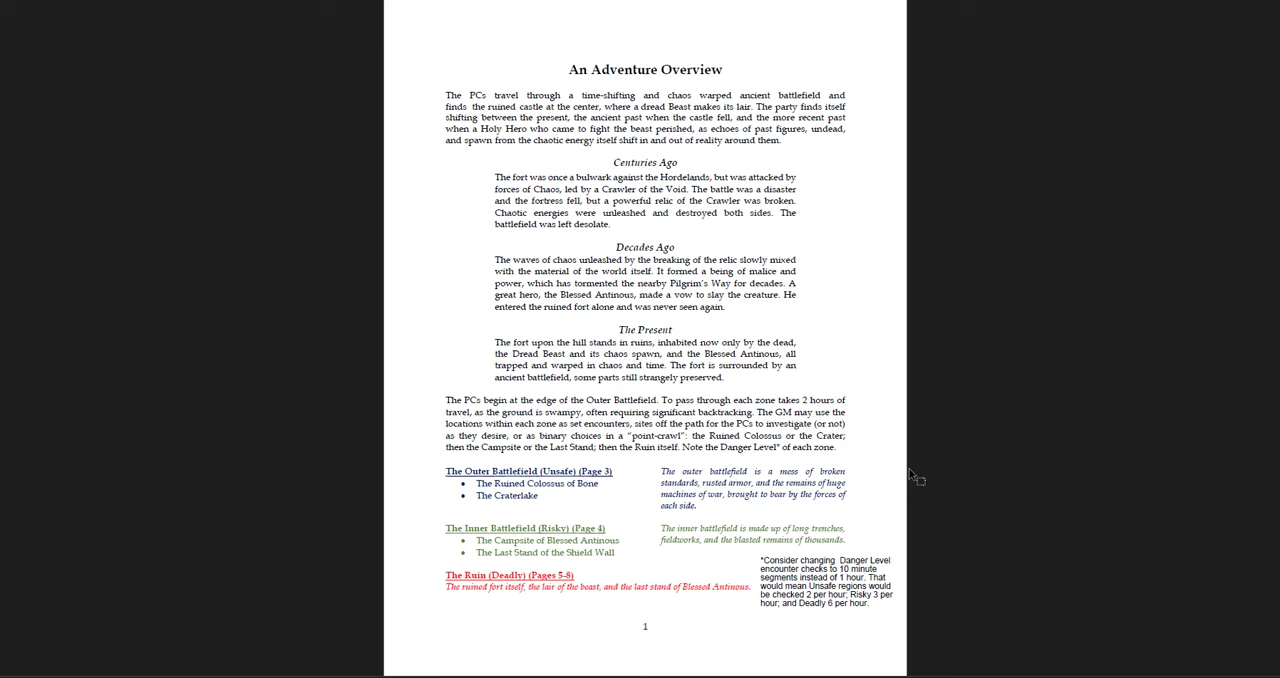 An Adventure Overview
The PCs travel through a time-shifting and chaos warped ancient battlefield and
finds the ruined castle at the center, where a dread Beast makes its lair. The party finds itself
shifting between the present, the ancient past when the castle fell, and the more recent past
when a Holy Hero who came to fight the beast perished, as echoes of past figures, undead,
and spawn from the chaotic energy itself shift in and out of reality around them.
Centuries Ago
The fort was once a bulwark against the Hordelands, but was attacked by
forces of Chaos, led by a Crawler of the Void. The battle was a disaster
and the fortress fell, but a powerful relic of the Crawler was broken.
Chaotic energies were unleashed and destroyed both sides. The
battlefield was left desolate.
Decades Ago
The waves of chaos unleashed by the breaking of the relic slowly mixed
with the material of the world itself. It formed a being of malice and
power, which has tormented the nearby Pilgrim's Way for decades. A
great hero, the Blessed Antinous, made a vow to slay the creature. He
entered the ruined fort alone and was never seen again.
The Present
The fort upon the hill stands in ruins, inhabited now only by the dead,
the Dread Beast and its chaos spawn, and the Blessed Antinous, all
trapped and warped in chaos and time. The fort is surrounded by an
ancient battlefield, some parts still strangely preserved.
The PCs begin at the edge of the Outer Battlefield. To pass through each zone takes 2 hours of
travel, as the ground is swampy, often requiring significant backtracking. The GM may use the
locations within each zone as set encounters, sites off the path for the PCs to investigate (or not)
as they desire, or as binary choices in a "point-crawl": the Ruined Colossus or the Crater;
then the Campsite or the Last Stand; then the Ruin itself. Note the Danger Level* of each zone.
The Outer Battlefield (Unsafe) (Page 3)
• The Ruined Colossus of Bone
• The Craterlake
The outer battlefield is a mess of broken
standards, rusted armor, and the remains of huge
machines of war, brought to bear by the forces of
each side.
The Inner Battlefield (Risky) (Page 4)
• The Campsite of Blessed Antinous
• The Last Stand of the Shield Wall
The inner battlefield is made up of long trenches,
fieldworks, and the blasted remains of thousands.
The Ruin (Deadly) (Pages 5-8)
The ruined fort itself, the lair of the beast, and the last stand of Blessed Antinous.
*Consider changing Danger Level
encounter checks to 10 minute
segments instead of 1 hour. That
would mean Unsafe regions would
be checked 2 per hour; Risky 3 per
hour; and Deadly 6 per hour.
1